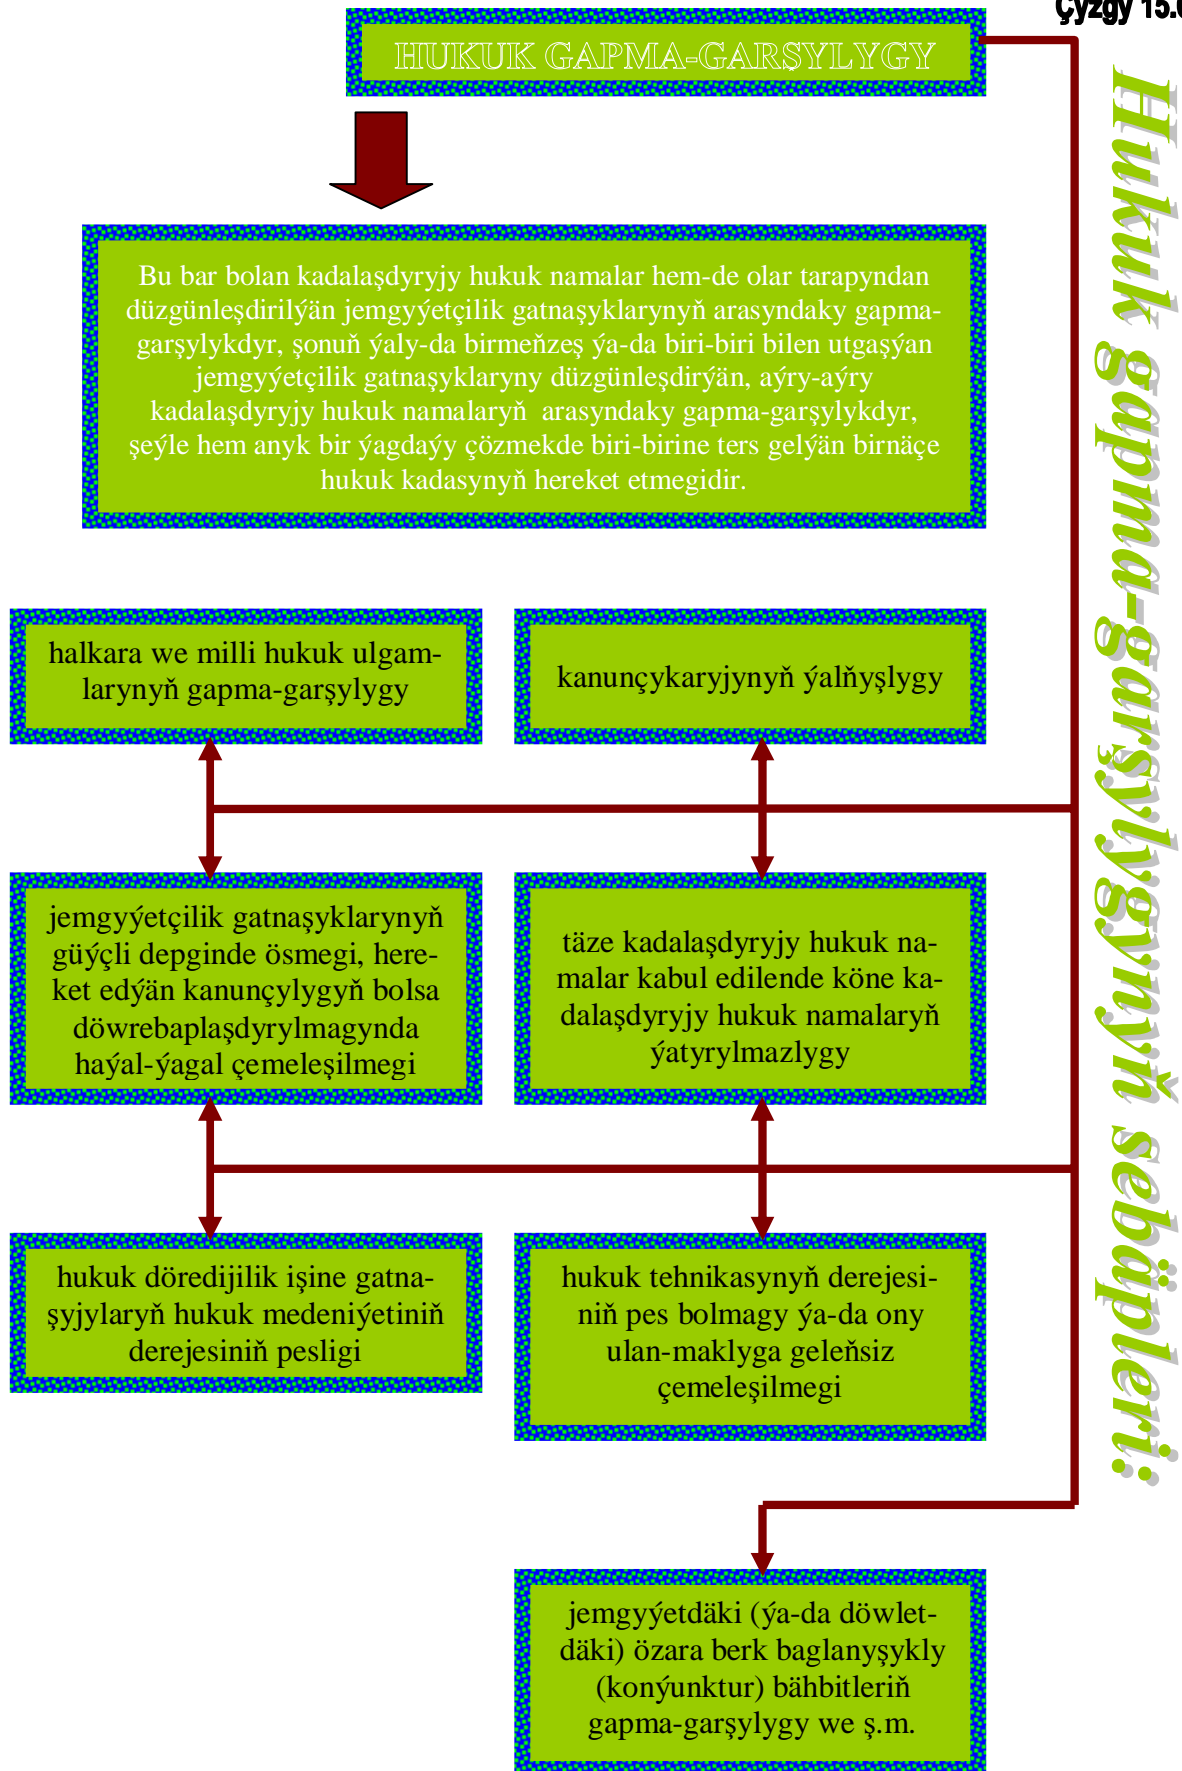 Çyzgy 15.
HUKUK GAPMA-GARŞYLYGY
Hukuk gapma-garşylygynyň sebäpleri:
Bu bar bolan kadalaşdyryjy hukuk namalar hem-de olar tarapyndan
düzgünleşdirilýän jemgyýetçilik gatnaşyklarynyň arasyndaky gapma-
garşylykdyr, şonuň ýaly-da birmeňzeş ýa-da biri-biri bilen utgaşýan
jemgyýetçilik gatnaşyklaryny düzgünleşdirýän, aýry-aýry
kadalaşdyryjy hukuk namalaryň arasyndaky gapma-garşylykdyr,
şeýle hem anyk bir ýagdaýy çözmekde biri-birine ters gelýän birnäçe
hukuk kadasynyň hereket etmegidir.
halkara we milli hukuk ulgam-
larynyň gapma-garşylygy
kanunçykaryjynyň ýalňyşlygy
jemgyýetçilik gatnaşyklarynyň
güýçli depginde ösmegi, here-
ket edýän kanunçylygyň bolsa
döwrebaplaşdyrylmagynda
haýal-ýagal çemeleşilmegi
täze kadalaşdyryjy hukuk na-
malar kabul edilende köne ka-
dalaşdyryjy hukuk namalaryň
ýatyrylmazlygy
hukuk döredijilik işine gatna-
şyjylaryň hukuk medeniýetiniň
derejesiniň pesligi
hukuk tehnikasynyň derejesi-
niň pes bolmagy ýa-da ony
ulan-maklyga geleňsiz
çemeleşilmegi
jemgyýetdäki (ýa-da döwlet-
däki) özara berk baglanyşykly
(konýunktur) bähbitleriň
gapma-garşylygy we ş.m.